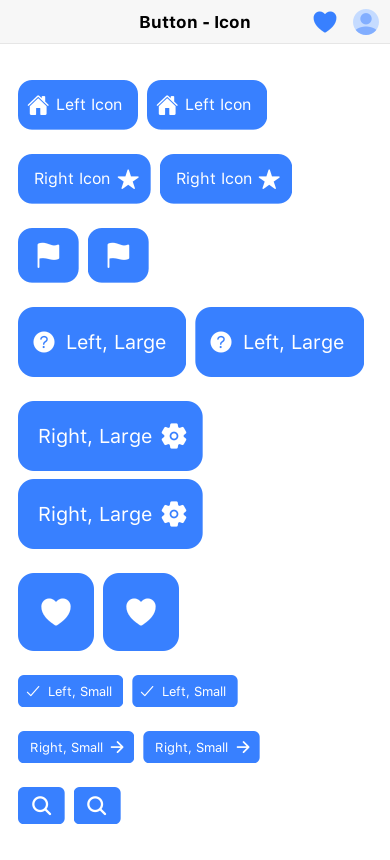 Button - Icon
Left Icon Left Icon
Right Icon Right Icon
Left, Large Left, Large
Right, Large
Right, Large
Left, Small Left, Small
Right, Small Right, Small